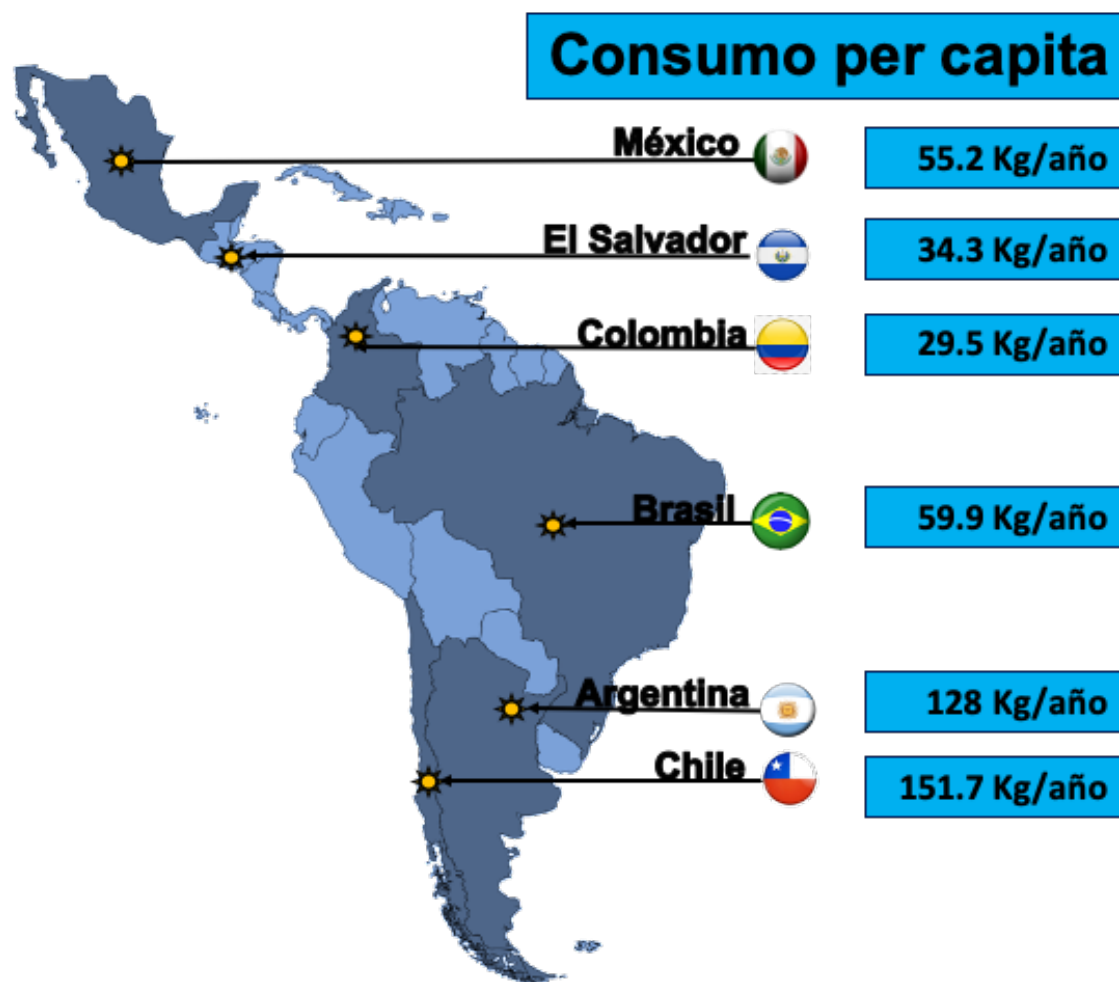 Consumo per capita
México
55.2 Kg/año
El Salvador
34.3 Kg/año
Colombia
29.5 Kg/año
Brasil
59.9 Kg/año
Argentina
128 Kg/año
Chile
151.7 Kg/año